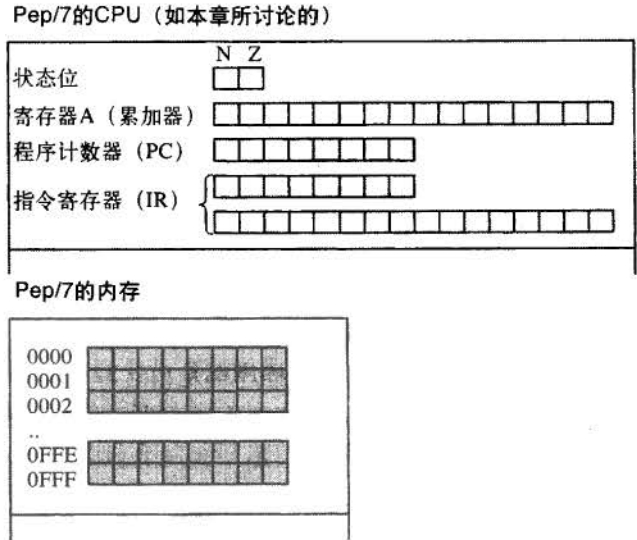 Pep/7的CPU（如本章所讨论的）
N Z
状态位
寄存器A（累加器）
程序计数器（PC）
指令寄存器（IR）
Pep/7的内存
0000
0001
0002
..
0FFE
0FFF